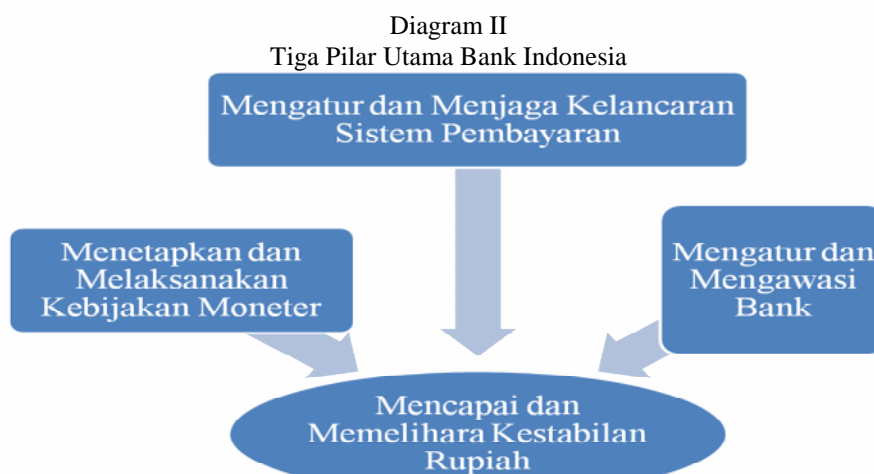 Diagram II
Tiga Pilar Utama Bank Indonesia
Mengatur dan Menjaga Kelancaran
Sistem Pembayaran
Menetapkan dan
Melaksanakan
Kebijakan Moneter
Mengatur dan
Mengawasi
Bank
Mencapai dan
Memelihara Kestabilan
Rupiah